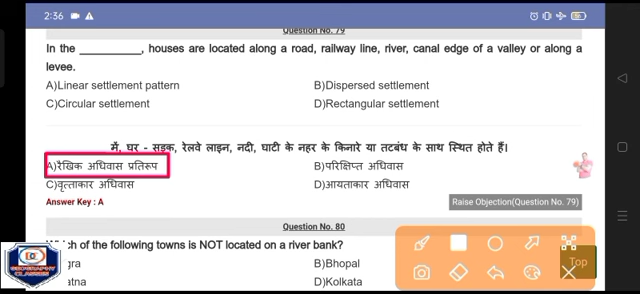 2:36
Question No. 79
In the __________, houses are located along a road, railway line, river, canal edge of a valley or along a
levee.
A)Linear settlement pattern B)Dispersed settlement
C)Circular settlement D)Rectangular settlement
में, घर - सड़क, रेलवे लाइन, नदी, घाटी के नहर के किनारे या तटबंध के साथ स्थित होते हैं।
A)रैखिक अधिवास प्रतिरूप B)परिक्षिप्त अधिवास
C)वृत्ताकार अधिवास D)आयताकार अधिवास
Answer Key : A Raise Objection(Question No. 79)
Question No. 80
ch of the following towns is NOT located on a river bank?
gra B)Bhopal
atna D)Kolkata
Top
GEOGRAPHY
CLASSES